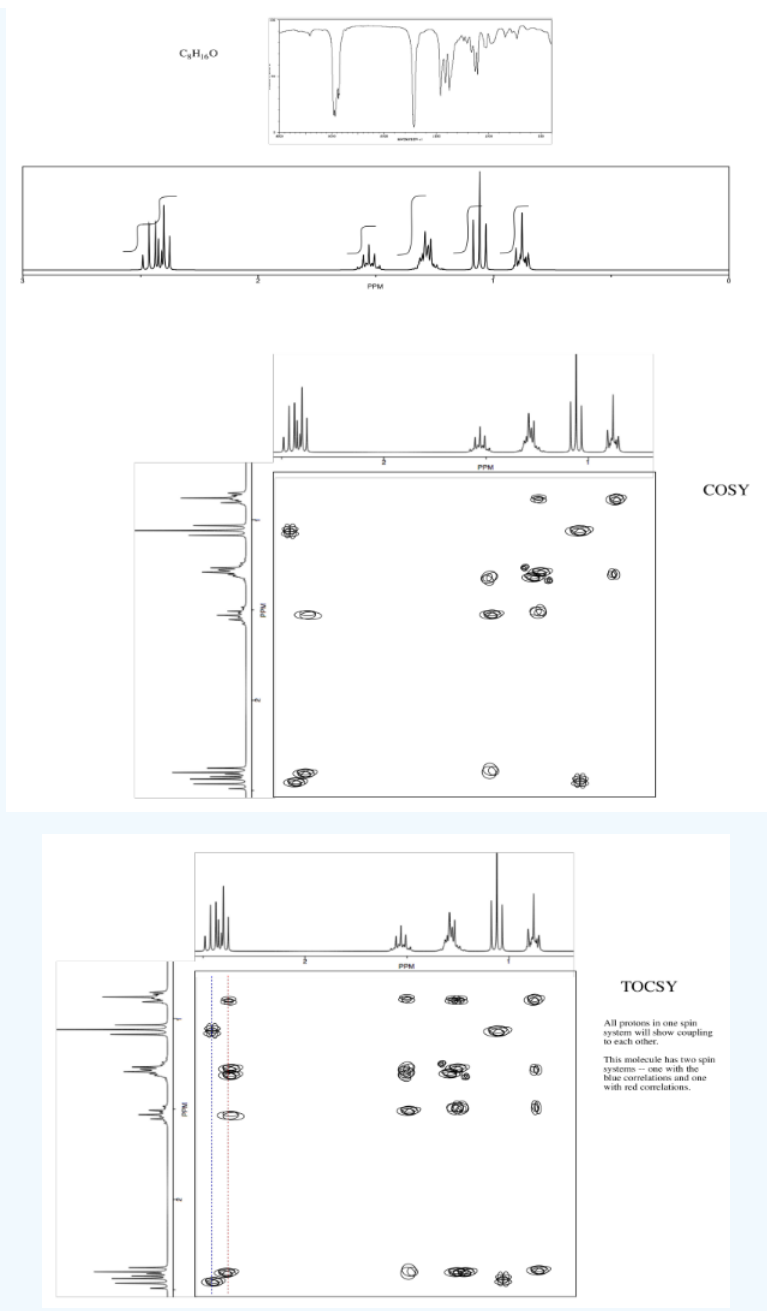 C₈H₁₆O
3
2
1
0
PPM
2
1
PPM
COSY
1
PPM
2
2
1
PPM
TOCSY
All protons in one spin
system will show coupling
to each other.
This molecule has two spin
systems -- one with the
blue correlations and one
with red correlations.
1
PPM
2